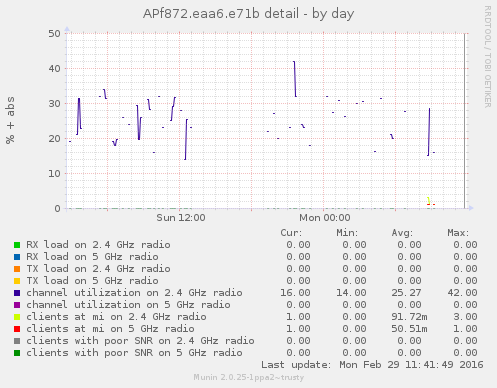 APf872.eaa6.e71b detail - by day
RRDTOOL / TOBI OETIKER
% + abs
50
40
30
20
10
0
Sun 12:00 Mon 00:00
Cur: Min: Avg: Max:
RX load on 2.4 GHz radio 0.00 0.00 0.00 0.00
RX load on 5 GHz radio 0.00 0.00 0.00 0.00
TX load on 2.4 GHz radio 0.00 0.00 0.00 0.00
TX load on 5 GHz radio 0.00 0.00 0.00 0.00
channel utilization on 2.4 GHz radio 16.00 14.00 25.27 42.00
channel utilization on 5 GHz radio 0.00 0.00 0.00 0.00
clients at mi on 2.4 GHz radio 1.00 0.00 91.72m 3.00
clients at mi on 5 GHz radio 1.00 0.00 50.51m 1.00
clients with poor SNR on 2.4 GHz radio 0.00 0.00 0.00 0.00
clients with poor SNR on 5 GHz radio 0.00 0.00 0.00 0.00
Last update: Mon Feb 29 11:41:49 2016
Munin 2.0.25-1ppa2~trusty